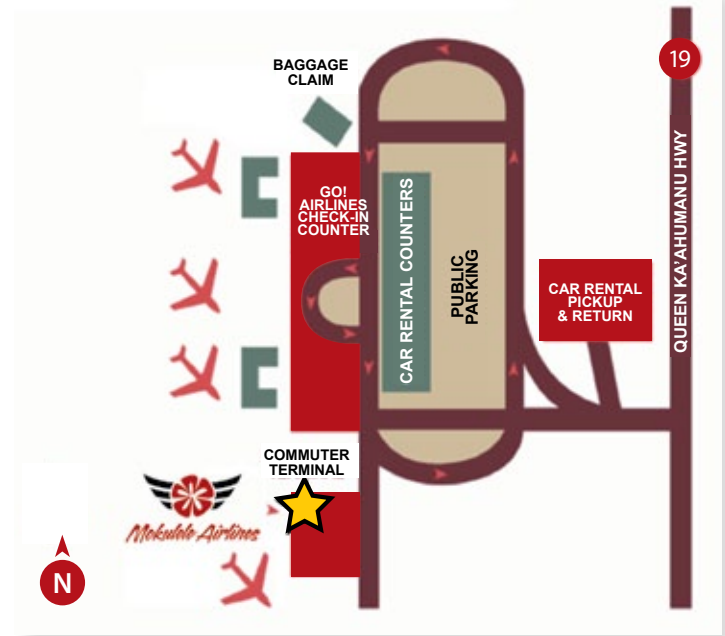 BAGGAGE
CLAIM
19
GO!
AIRLINES
CHECK-IN
COUNTER
CAR RENTAL COUNTERS
PUBLIC
PARKING
CAR RENTAL
PICKUP
& RETURN
QUEEN KA'AHUMANU HWY
COMMUTER
TERMINAL
Mokulele Airlines
N